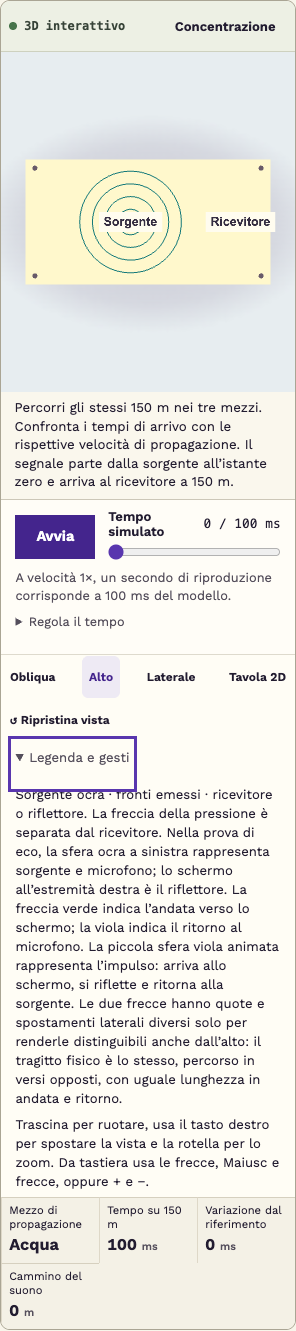 3D interattivo
Concentrazione
Sorgente
Ricevitore
Percorri gli stessi 150 m nei tre mezzi.
Confronta i tempi di arrivo con le
rispettive velocità di propagazione. Il
segnale parte dalla sorgente all’istante
zero e arriva al ricevitore a 150 m.
Avvia
Tempo
simulato
0 / 100 ms
A velocità 1×, un secondo di riproduzione
corrisponde a 100 ms del modello.
▶ Regola il tempo
Obliqua
Alto
Laterale
Tavola 2D
↺ Ripristina vista
▼ Legenda e gesti
Sorgente ocra · fronti emessi · ricevitore
o riflettore. La freccia della pressione è
separata dal ricevitore. Nella prova di
eco, la sfera ocra a sinistra rappresenta
sorgente e microfono; lo schermo
all’estremità destra è il riflettore. La
freccia verde indica l’andata verso lo
schermo; la viola indica il ritorno al
microfono. La piccola sfera viola animata
rappresenta l’impulso: arriva allo
schermo, si riflette e ritorna alla
sorgente. Le due frecce hanno quote e
spostamenti laterali diversi solo per
renderle distinguibili anche dall’alto: il
tragitto fisico è lo stesso, percorso in
versi opposti, con uguale lunghezza in
andata e ritorno.
Trascina per ruotare, usa il tasto destro
per spostare la vista e la rotella per lo
zoom. Da tastiera usa le frecce, Maiusc e
frecce, oppure + e −.
Mezzo di
propagazione
Acqua
Tempo su 150
m
100 ms
Variazione dal
riferimento
0 ms
Cammino del
suono
0 m